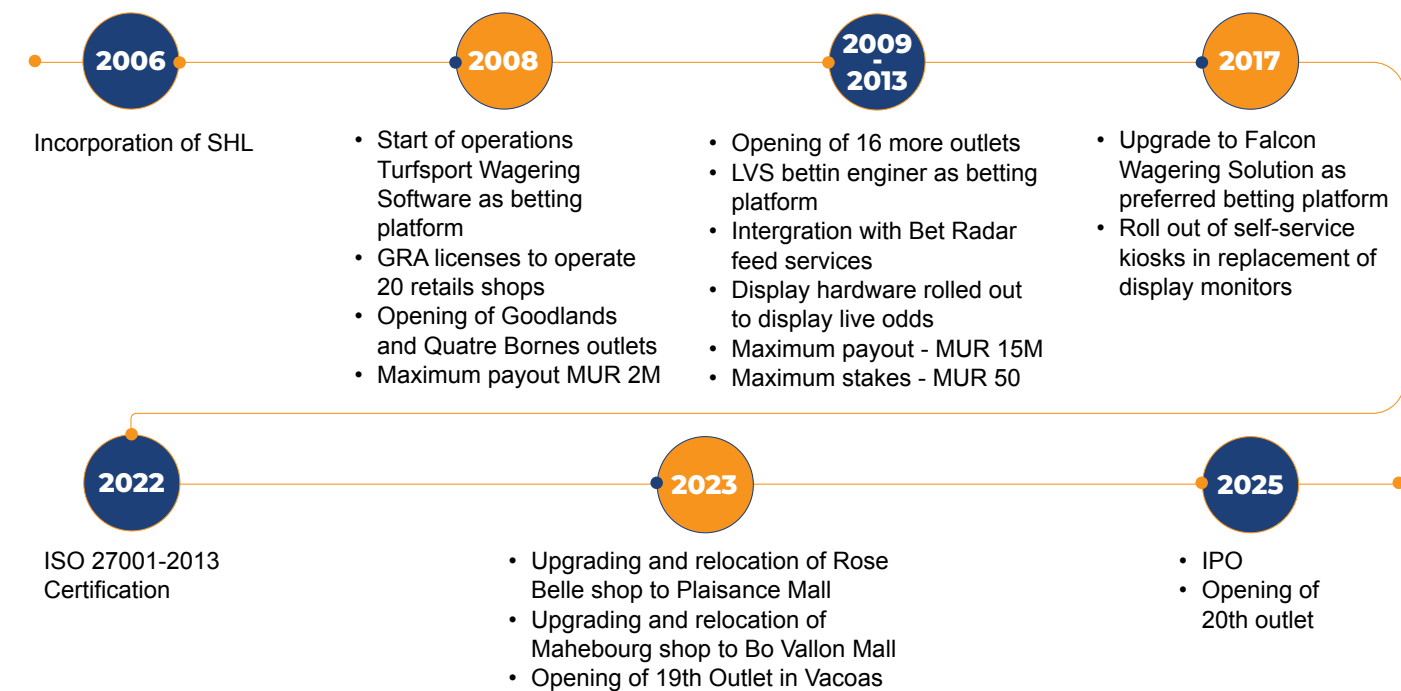 2006
Incorporation of SHL
2008
• Start of operations
Turfsport Wagering
Software as betting
platform
• GRA licenses to operate
20 retails shops
• Opening of Goodlands
and Quatre Bornes outlets
• Maximum payout MUR 2M
2009
-
2013
• Opening of 16 more outlets
• LVS bettin enginer as betting
platform
• Intergration with Bet Radar
feed services
• Display hardware rolled out
to display live odds
• Maximum payout - MUR 15M
• Maximum stakes - MUR 50
2017
• Upgrade to Falcon
Wagering Solution as
preferred betting platform
• Roll out of self-service
kiosks in replacement of
display monitors
2022
ISO 27001-2013
Certification
2023
• Upgrading and relocation of Rose
Belle shop to Plaisance Mall
• Upgrading and relocation of
Mahebourg shop to Bo Vallon Mall
• Opening of 19th Outlet in Vacoas
2025
• IPO
• Opening of
20th outlet